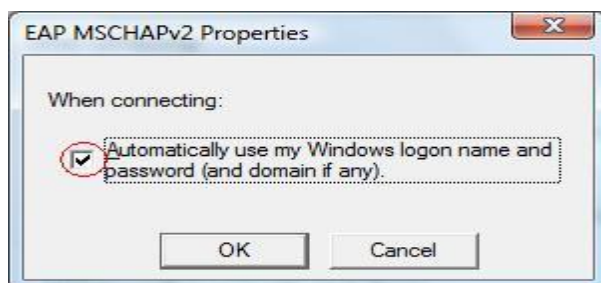 EAP MSCHAPv2 Properties
When connecting:
Automatically use my Windows logon name and
password (and domain if any).
OK Cancel